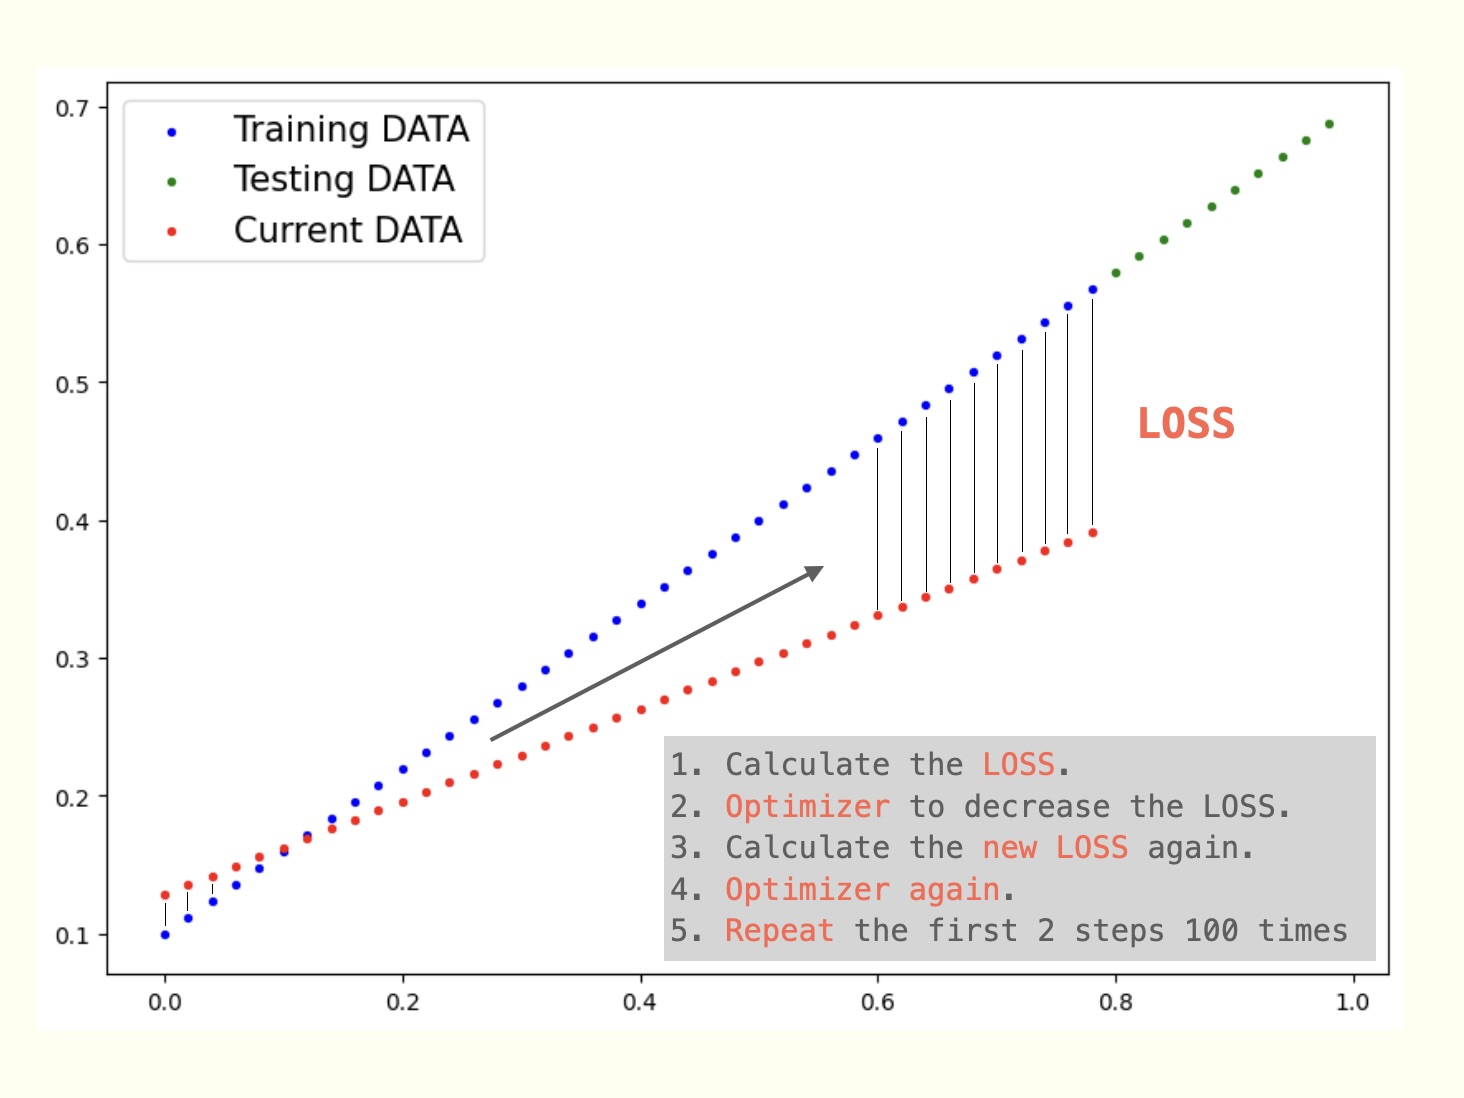 Training DATA
Testing DATA
Current DATA
0.7
0.6
0.5
0.4
0.3
0.2
0.1
LOSS
1. Calculate the LOSS.
2. Optimizer to decrease the LOSS.
3. Calculate the new LOSS again.
4. Optimizer again.
5. Repeat the first 2 steps 100 times
0.0 0.2 0.4 0.6 0.8 1.0